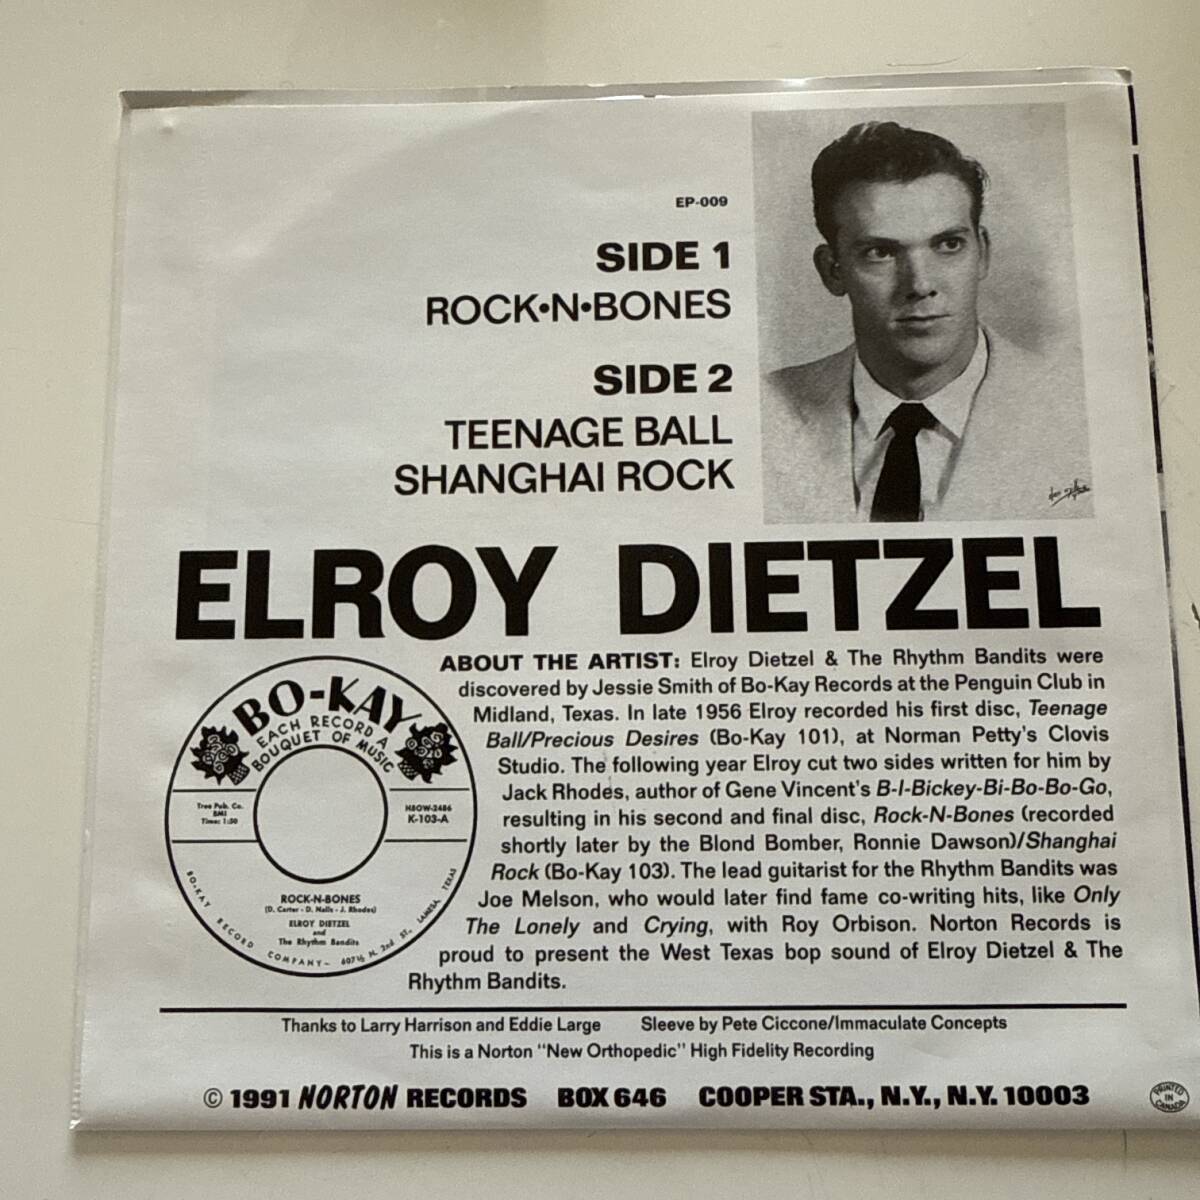 EP-009
SIDE 1
ROCK•N•BONES
SIDE 2
TEENAGE BALL
SHANGHAI ROCK
ELROY DIETZEL
ABOUT THE ARTIST: Elroy Dietzel & The Rhythm Bandits were
discovered by Jessie Smith of Bo-Kay Records at the Penguin Club in
Midland, Texas. In late 1956 Elroy recorded his first disc, Teenage
Ball/Precious Desires (Bo-Kay 101), at Norman Petty's Clovis
Studio. The following year Elroy cut two sides written for him by
Jack Rhodes, author of Gene Vincent's B-I-Bickey-Bi-Bo-Bo-Go,
resulting in his second and final disc, Rock-N-Bones (recorded
shortly later by the Blond Bomber, Ronnie Dawson)/Shanghai
Rock (Bo-Kay 103). The lead guitarist for the Rhythm Bandits was
Joe Melson, who would later find fame co-writing hits, like Only
The Lonely and Crying, with Roy Orbison. Norton Records is
proud to present the West Texas bop sound of Elroy Dietzel & The
Rhythm Bandits.
BO-KAY
EACH RECORD A
BOUQUET OF MUSIC
Tree Pub. Co.
BMI
Time: 1:50
H8OW-2486
K-103-A
ROCK-N-BONES
(D. Carter - D. Nalls - J. Rhodes)
ELROY DIETZEL
and
The Rhythm Bandits
BO-KAY RECORD COMPANY- 607½ N. 2nd ST., LAMESA, TEXAS
Thanks to Larry Harrison and Eddie Large Sleeve by Pete Ciccone/Immaculate Concepts
This is a Norton "New Orthopedic" High Fidelity Recording
© 1991 NORTON RECORDS BOX 646 COOPER STA., N.Y., N.Y. 10003
PRINTED
IN
CANADA